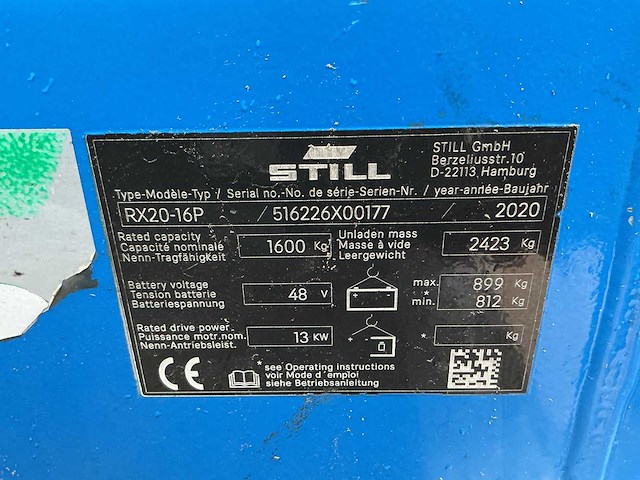 STILL
STILL GmbH
Berzeliusstr.10
D-22113 Hamburg
Type-Modèle-Typ / Serial no.-No. de série-Serien-Nr. / year-année-Baujahr
RX20-16P / 516226X00177 / 2020
Rated capacity
Capacité nominale
Nenn-Tragfähigkeit
1600 Kg
Unladen mass
Masse à vide
Leergewicht
2423 Kg
Battery voltage
Tension batterie
Batteriespannung
48 V
max. 899 Kg
*
min. 812 Kg
Rated drive power
Puissance motr.nom.
Nenn-Antriebsleist.
13 KW
* Kg
CE
*see Operating instructions
voir Mode d'emploi
siehe Betriebsanleitung